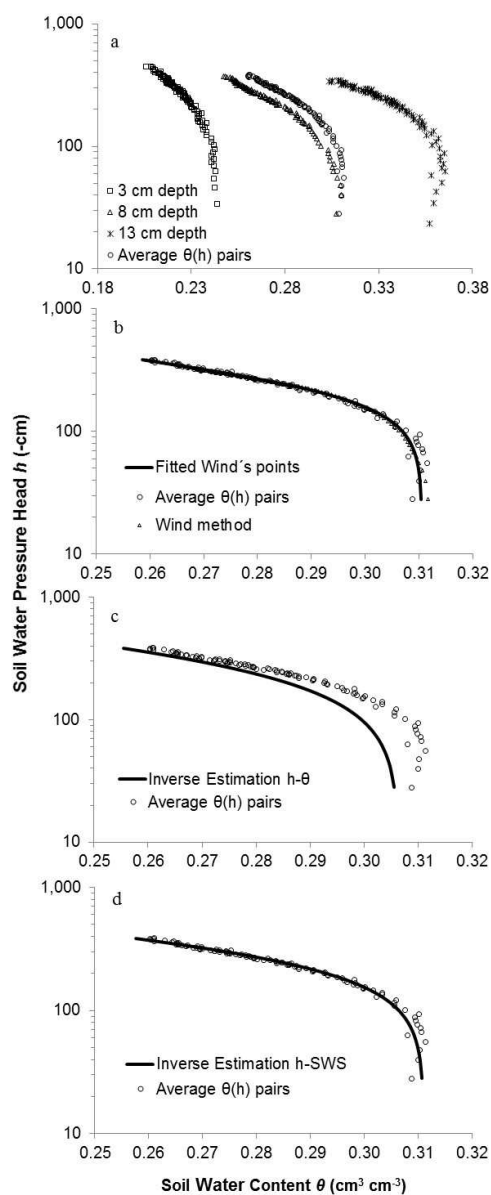 1,000
a
100
10
3 cm depth
8 cm depth
13 cm depth
Average θ(h) pairs
0.18 0.23 0.28 0.33 0.38
1,000
b
100
10
Fitted Wind´s points
Average θ(h) pairs
Wind method
0.25 0.26 0.27 0.28 0.29 0.30 0.31 0.32
Soil Water Pressure Head h (-cm)
1,000
c
100
10
Inverse Estimation h-θ
Average θ(h) pairs
0.25 0.26 0.27 0.28 0.29 0.30 0.31 0.32
1,000
d
100
10
Inverse Estimation h-SWS
Average θ(h) pairs
0.25 0.26 0.27 0.28 0.29 0.30 0.31 0.32
Soil Water Content θ (cm³ cm⁻³)